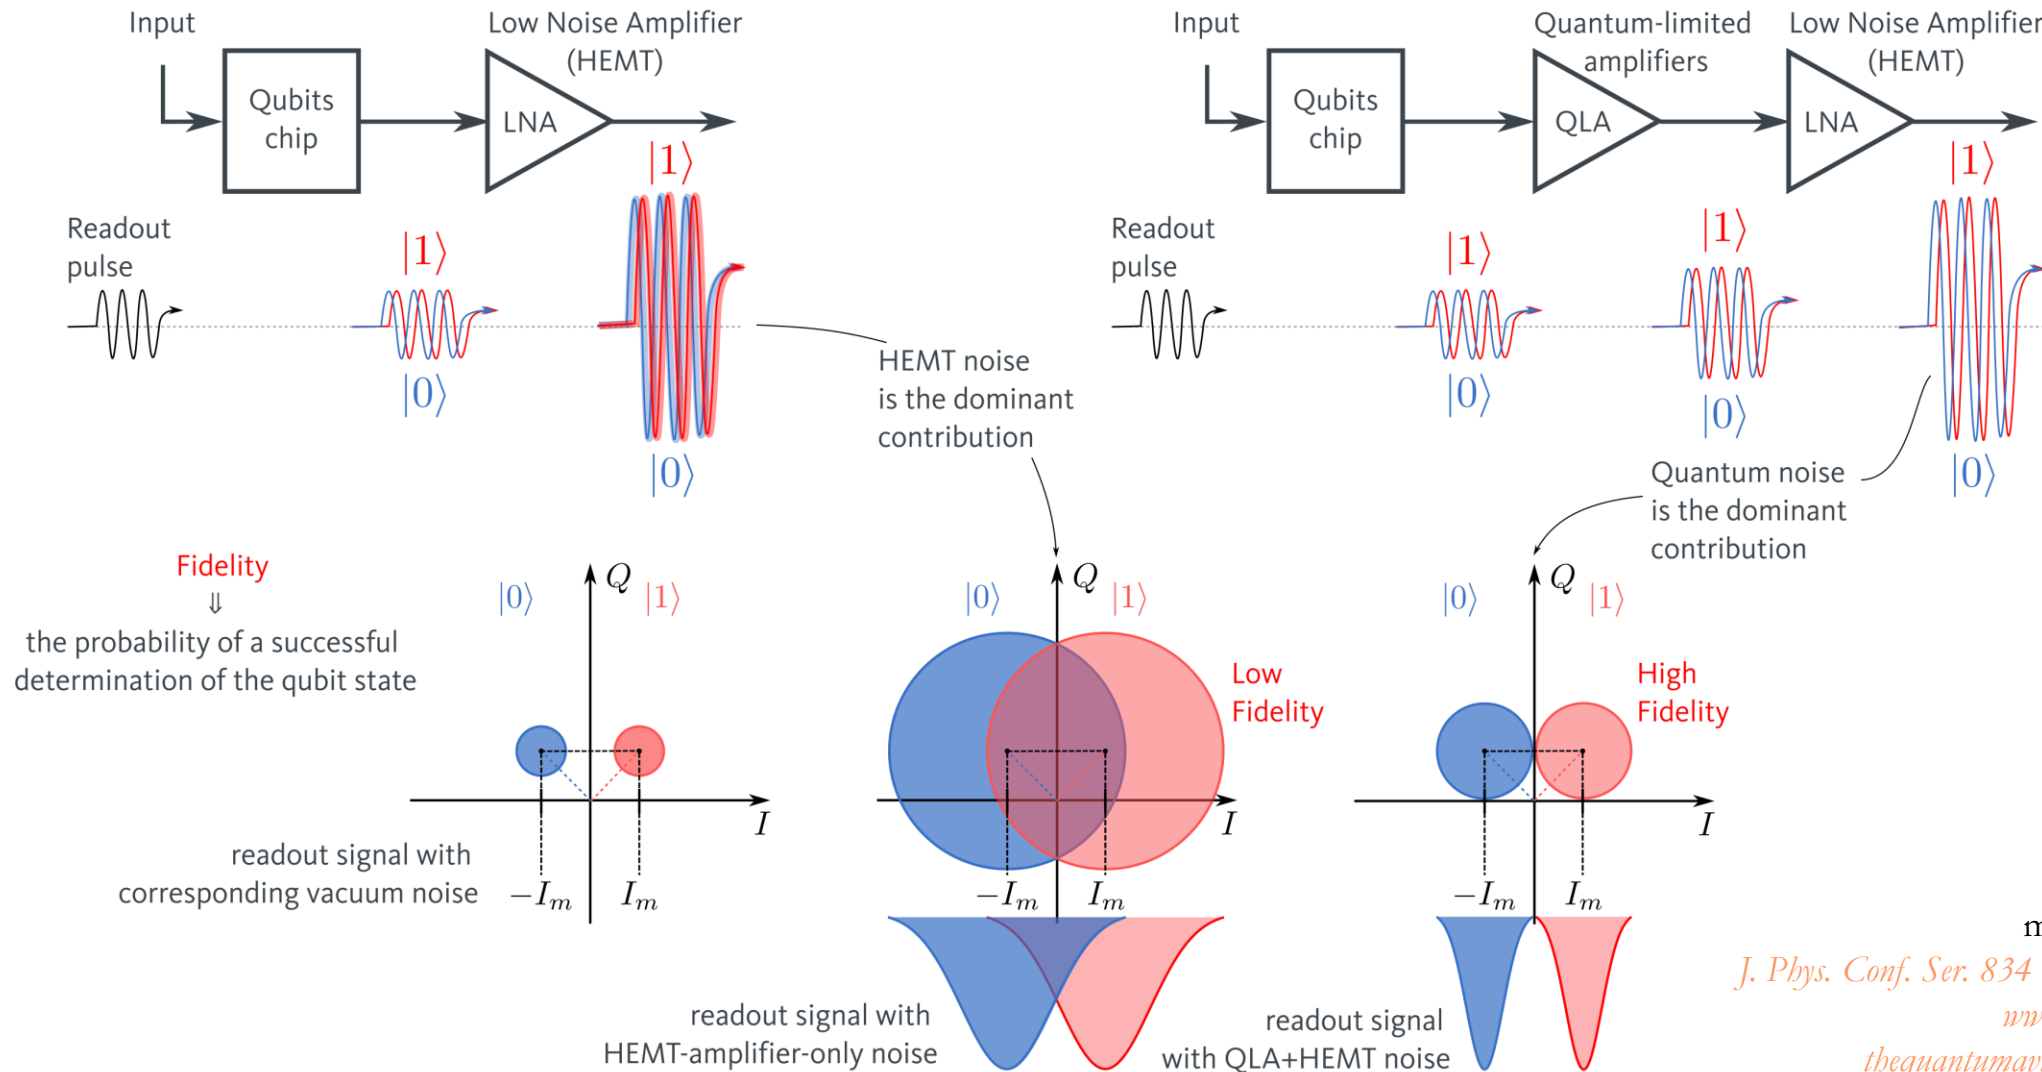 Input
Low Noise Amplifier
(HEMT)
Qubits
chip
LNA
Input
Quantum-limited
amplifiers
Low Noise Amplifier
(HEMT)
Qubits
chip
QLA
LNA
Readout
pulse
|1⟩
|0⟩
|1⟩
|0⟩
Readout
pulse
|1⟩
|0⟩
|1⟩
|0⟩
|1⟩
|0⟩
HEMT noise
is the dominant
contribution
Quantum noise
is the dominant
contribution
Fidelity
⇓
the probability of a successful
determination of the qubit state
|0⟩ Q |1⟩
I
−I_m I_m
readout signal with
corresponding vacuum noise
|0⟩ Q |1⟩
Low
Fidelity
I
−I_m I_m
readout signal with
HEMT-amplifier-only noise
|0⟩ Q |1⟩
High
Fidelity
I
−I_m I_m
readout signal
with QLA+HEMT noise
J. Phys. Conf. Ser. 834